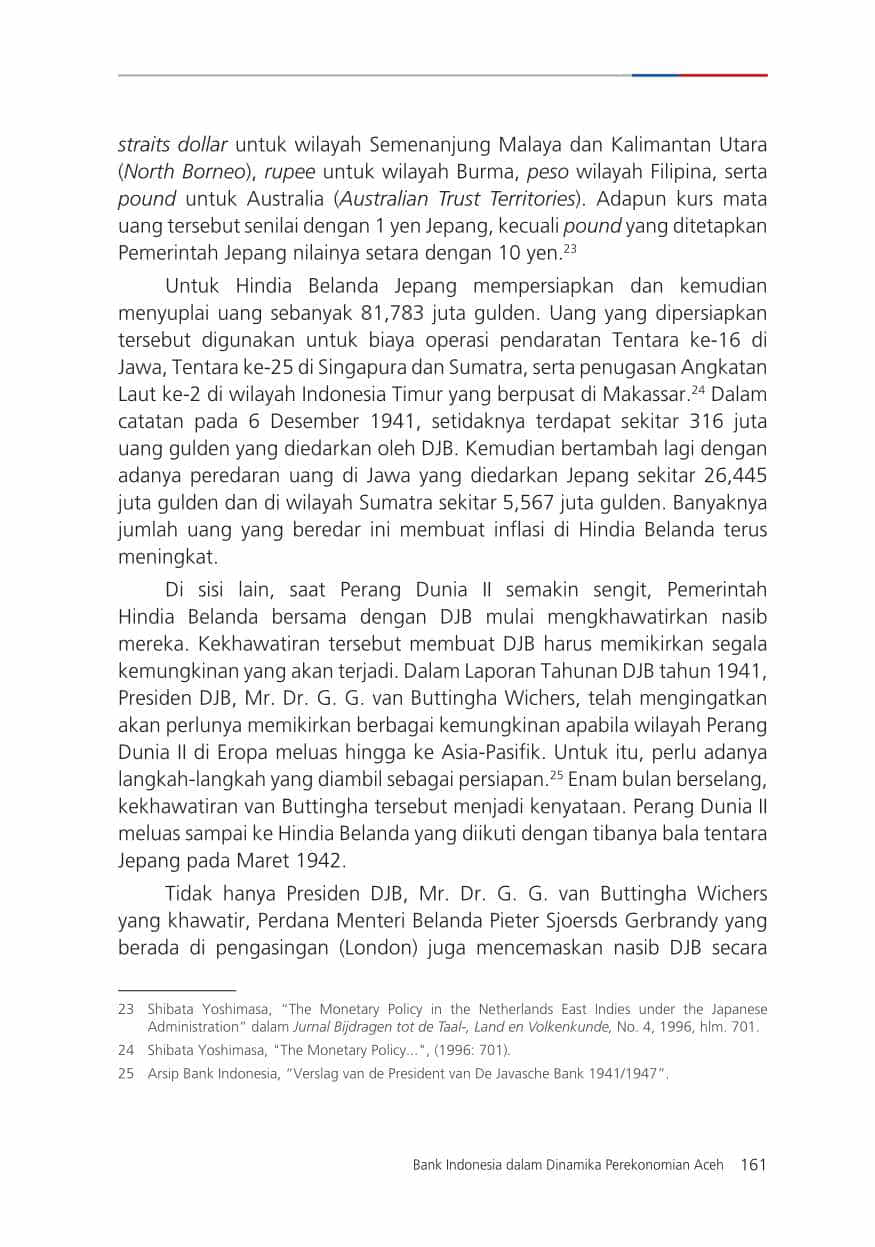 straits dollar untuk wilayah Semenanjung Malaya dan Kalimantan Utara
(North Borneo), rupee untuk wilayah Burma, peso wilayah Filipina, serta
pound untuk Australia (Australian Trust Territories). Adapun kurs mata
uang tersebut senilai dengan 1 yen Jepang, kecuali pound yang ditetapkan
Pemerintah Jepang nilainya setara dengan 10 yen.23
Untuk Hindia Belanda Jepang mempersiapkan dan kemudian
menyuplai uang sebanyak 81,783 juta gulden. Uang yang dipersiapkan
tersebut digunakan untuk biaya operasi pendaratan Tentara ke-16 di
Jawa, Tentara ke-25 di Singapura dan Sumatra, serta penugasan Angkatan
Laut ke-2 di wilayah Indonesia Timur yang berpusat di Makassar.24 Dalam
catatan pada 6 Desember 1941, setidaknya terdapat sekitar 316 juta
uang gulden yang diedarkan oleh DJB. Kemudian bertambah lagi dengan
adanya peredaran uang di Jawa yang diedarkan Jepang sekitar 26,445
juta gulden dan di wilayah Sumatra sekitar 5,567 juta gulden. Banyaknya
jumlah uang yang beredar ini membuat inflasi di Hindia Belanda terus
meningkat.
Di sisi lain, saat Perang Dunia II semakin sengit, Pemerintah
Hindia Belanda bersama dengan DJB mulai mengkhawatirkan nasib
mereka. Kekhawatiran tersebut membuat DJB harus memikirkan segala
kemungkinan yang akan terjadi. Dalam Laporan Tahunan DJB tahun 1941,
Presiden DJB, Mr. Dr. G. G. van Buttingha Wichers, telah mengingatkan
akan perlunya memikirkan berbagai kemungkinan apabila wilayah Perang
Dunia II di Eropa meluas hingga ke Asia-Pasifik. Untuk itu, perlu adanya
langkah-langkah yang diambil sebagai persiapan.25 Enam bulan berselang,
kekhawatiran van Buttingha tersebut menjadi kenyataan. Perang Dunia II
meluas sampai ke Hindia Belanda yang diikuti dengan tibanya bala tentara
Jepang pada Maret 1942.
Tidak hanya Presiden DJB, Mr. Dr. G. G. van Buttingha Wichers
yang khawatir, Perdana Menteri Belanda Pieter Sjoersds Gerbrandy yang
berada di pengasingan (London) juga mencemaskan nasib DJB secara
23 Shibata Yoshimasa, “The Monetary Policy in the Netherlands East Indies under the Japanese
Administration” dalam Jurnal Bijdragen tot de Taal-, Land en Volkenkunde, No. 4, 1996, hlm. 701.
24 Shibata Yoshimasa, "The Monetary Policy...", (1996: 701).
25 Arsip Bank Indonesia, “Verslag van de President van De Javasche Bank 1941/1947”.
Bank Indonesia dalam Dinamika Perekonomian Aceh 161